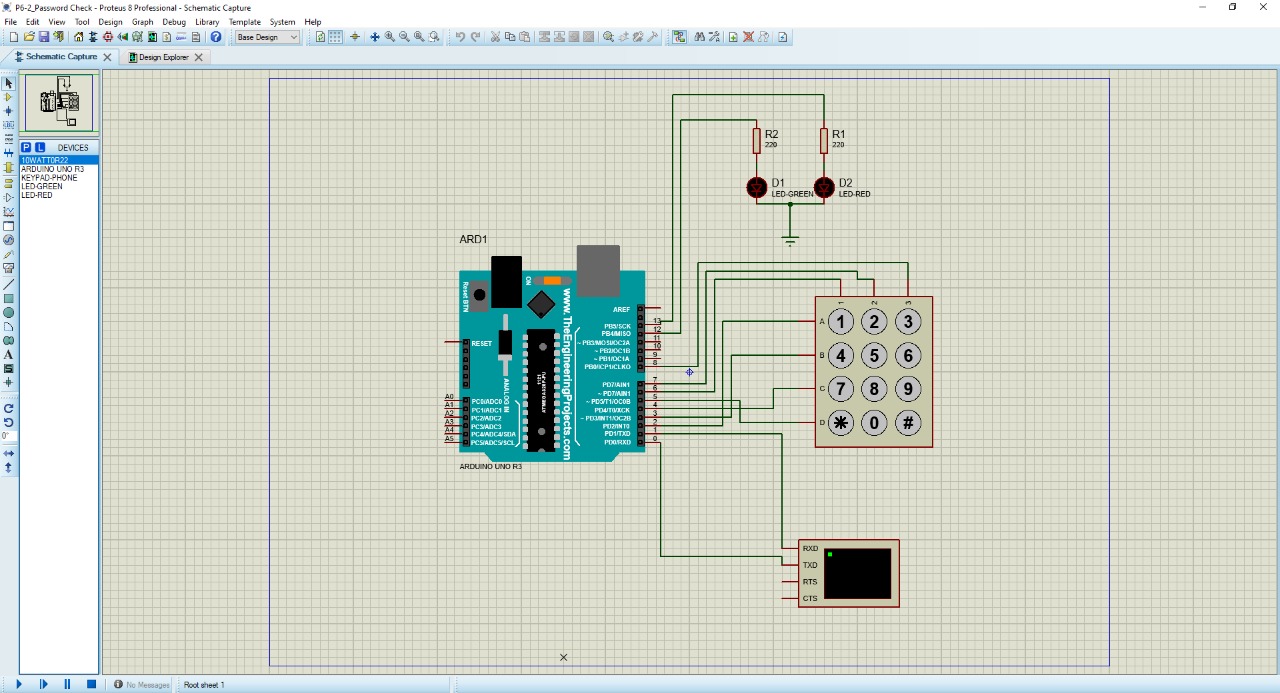 P6-2_Password Check - Proteus 8 Professional - Schematic Capture
File Edit View Tool Design Graph Debug Library Template System Help
Base Design
Schematic Capture
Design Explorer
P L DEVICES
10WATT0R22
ARDUINO UNO R3
KEYPAD-PHONE
LED-GREEN
LED-RED
0°
R2
220
R1
220
D1
LED-GREEN
D2
LED-RED
ARD1
Reset BTN
ON
www.TheEngineeringProjects.com
ANALOG IN
RESET
AREF
13 PB5/SCK
12 PB4/MISO
11 ~ PB3/MOSI/OC2A
10 ~ PB2/OC1B
9 ~ PB1/OC1A
8 PB0/ICP1/CLKO
7 PD7/AIN1
6 ~ PD7/AIN1
5 ~ PD5/T1/OC0B
4 PD4/T0/XCK
3 ~ PD3/INT1/OC2B
2 PD2/INT0
1 PD1/TXD
0 PD0/RXD
A0 PC0/ADC0
A1 PC1/ADC1
A2 PC2/ADC2
A3 PC3/ADC3
A4 PC4/ADC4/SDA
A5 PC5/ADC5/SCL
ARDUINO UNO R3
1 2 3
A 1 2 3
B 4 5 6
C 7 8 9
D * 0 #
RXD
TXD
RTS
CTS
No Messages
Root sheet 1